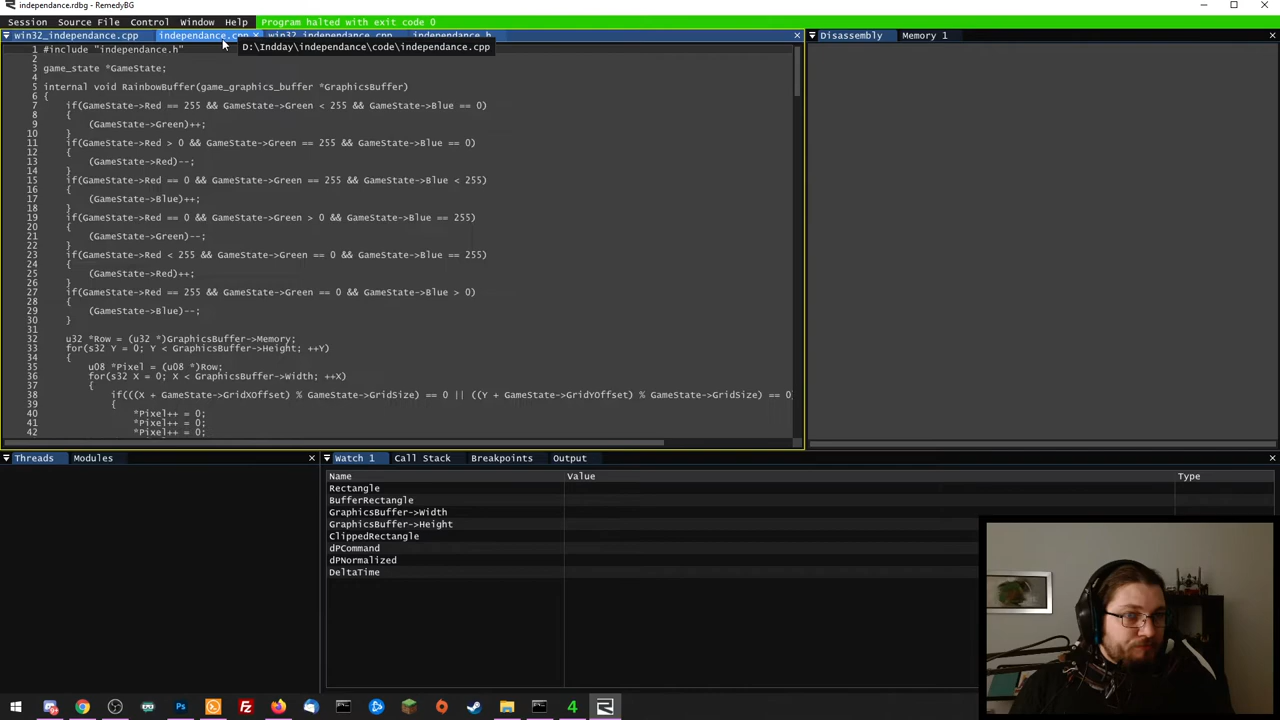 independance.rdbg - RemedyBG
Session Source File Control Window Help Program halted with exit code 0
win32_independance.cpp independance.cpp win32_independance.cpp independance.h
Disassembly Memory 1
D:\Indday\independance\code\independance.cpp
1 #include "independance.h"
2
3 game_state *GameState;
4
5 internal void RainbowBuffer(game_graphics_buffer *GraphicsBuffer)
6 {
7 if(GameState->Red == 255 && GameState->Green < 255 && GameState->Blue == 0)
8 {
9 (GameState->Green)++;
10 }
11 if(GameState->Red > 0 && GameState->Green == 255 && GameState->Blue == 0)
12 {
13 (GameState->Red)--;
14 }
15 if(GameState->Red == 0 && GameState->Green == 255 && GameState->Blue < 255)
16 {
17 (GameState->Blue)++;
18 }
19 if(GameState->Red == 0 && GameState->Green > 0 && GameState->Blue == 255)
20 {
21 (GameState->Green)--;
22 }
23 if(GameState->Red < 255 && GameState->Green == 0 && GameState->Blue == 255)
24 {
25 (GameState->Red)++;
26 }
27 if(GameState->Red == 255 && GameState->Green == 0 && GameState->Blue > 0)
28 {
29 (GameState->Blue)--;
30 }
31
32 u32 *Row = (u32 *)GraphicsBuffer->Memory;
33 for(s32 Y = 0; Y < GraphicsBuffer->Height; ++Y)
34 {
35 u08 *Pixel = (u08 *)Row;
36 for(s32 X = 0; X < GraphicsBuffer->Width; ++X)
37 {
38 if(((X + GameState->GridXOffset) % GameState->GridSize) == 0 || ((Y + GameState->GridYOffset) % GameState->GridSize) == 0
39 {
40 *Pixel++ = 0;
41 *Pixel++ = 0;
42 *Pixel++ = 0;
Threads Modules
Watch 1 Call Stack Breakpoints Output
Name Value Type
Rectangle
BufferRectangle
GraphicsBuffer->Width
GraphicsBuffer->Height
ClippedRectangle
dPCommand
dPNormalized
DeltaTime